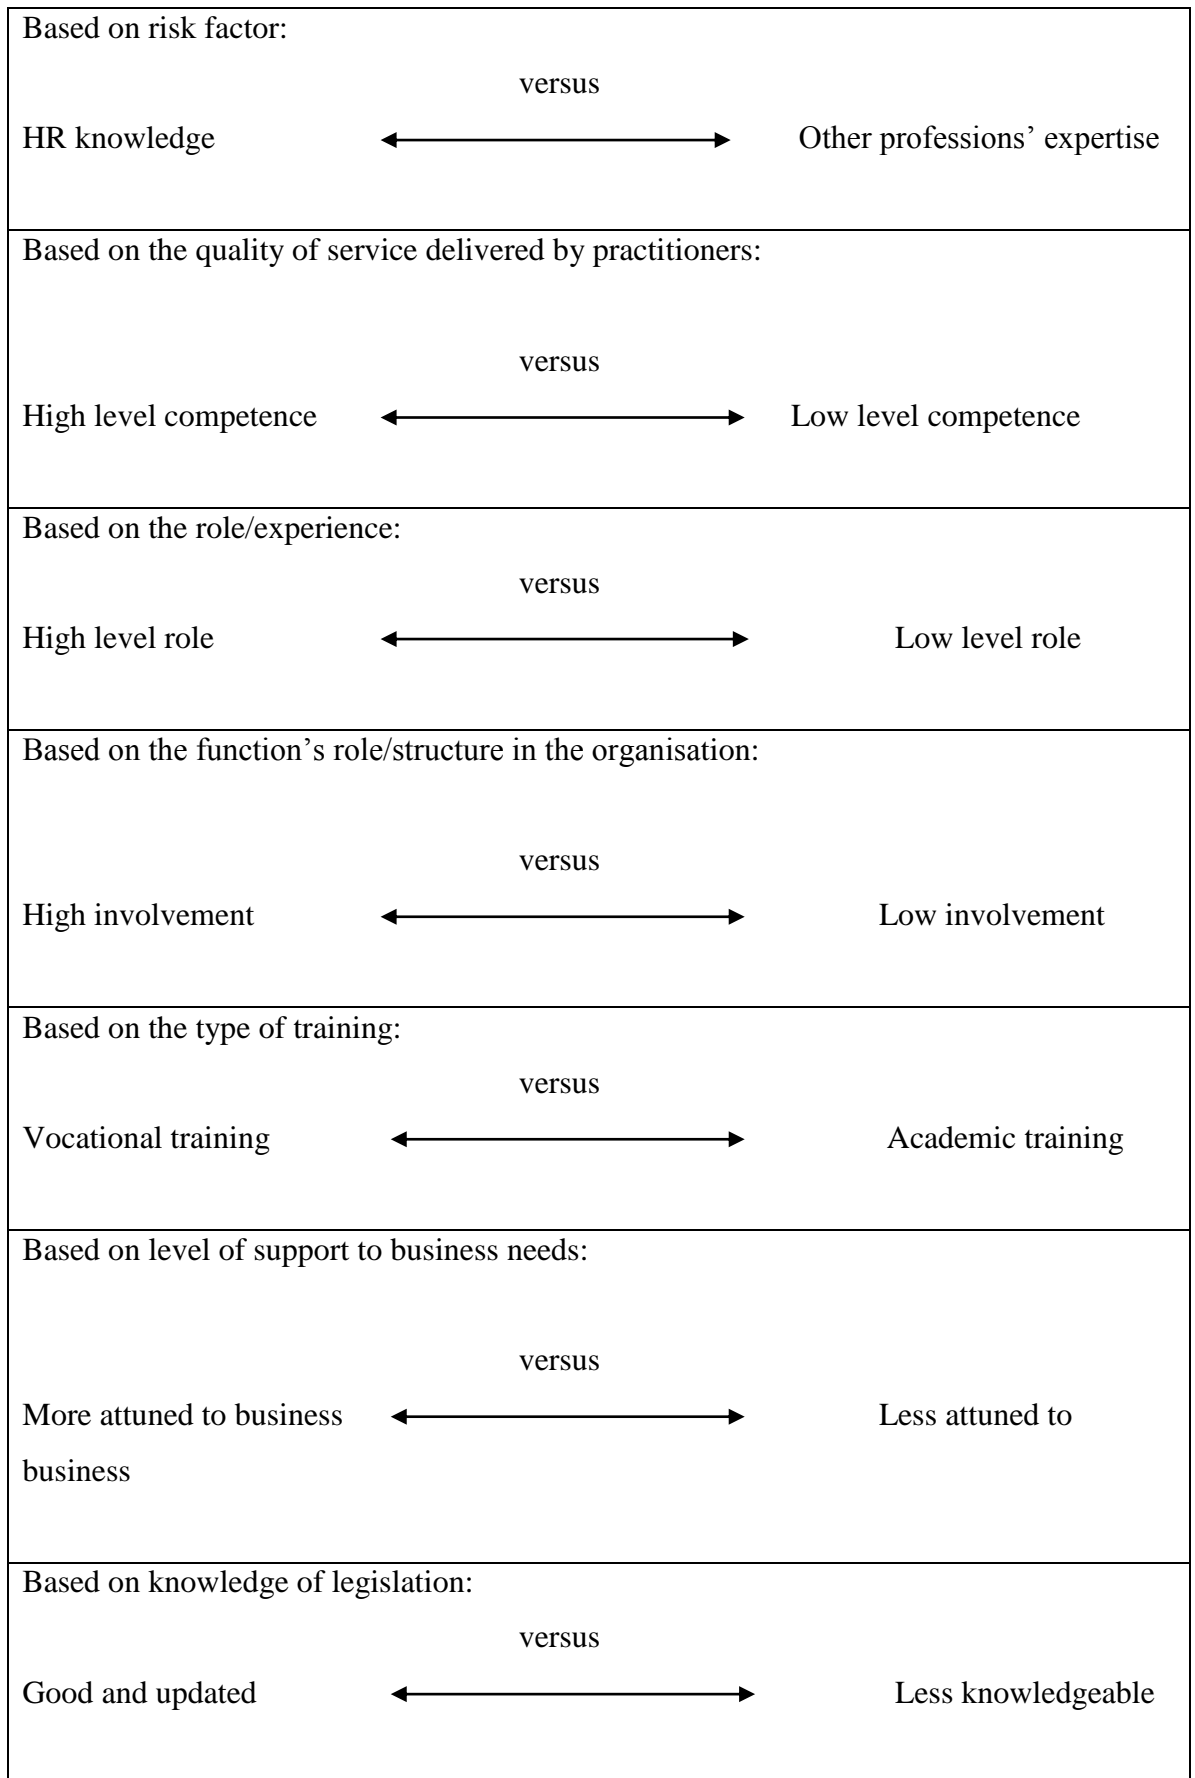 Based on risk factor:
versus
HR knowledge Other professions’ expertise
Based on the quality of service delivered by practitioners:
versus
High level competence Low level competence
Based on the role/experience:
versus
High level role Low level role
Based on the function’s role/structure in the organisation:
versus
High involvement Low involvement
Based on the type of training:
versus
Vocational training Academic training
Based on level of support to business needs:
versus
More attuned to business Less attuned to
business
Based on knowledge of legislation:
versus
Good and updated Less knowledgeable